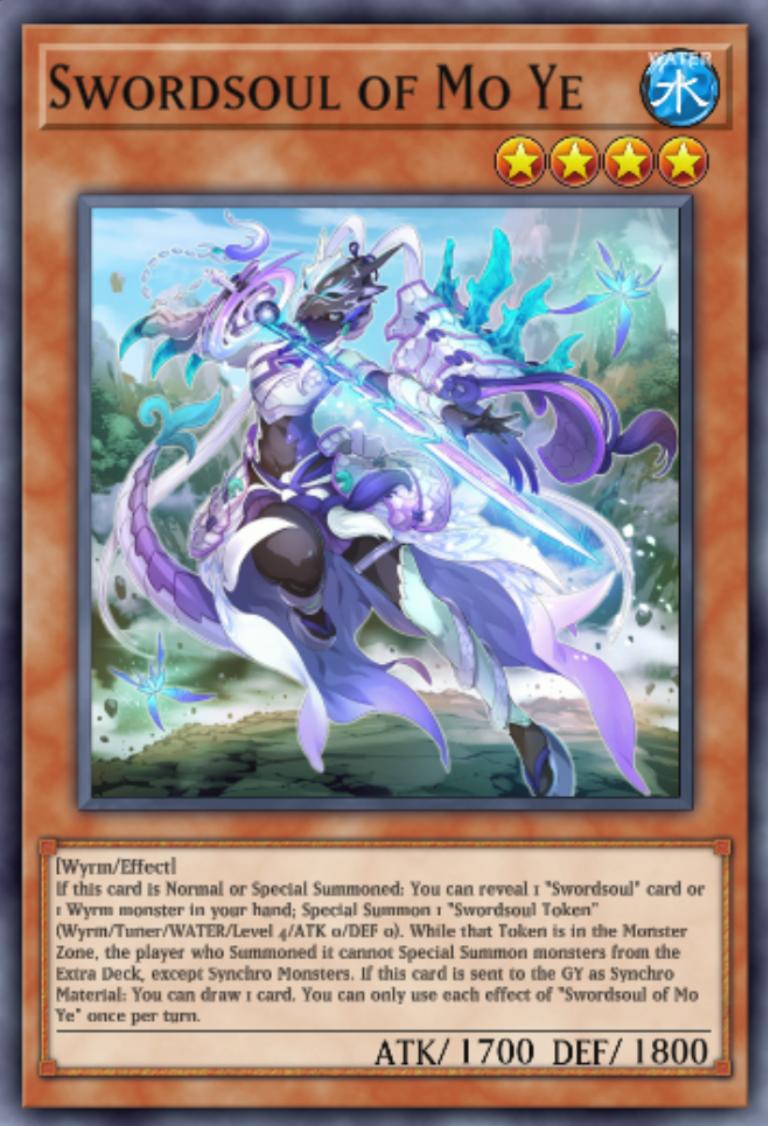 Swordsoul of Mo Ye
WATER
水
[Wyrm/Effect]
If this card is Normal or Special Summoned: You can reveal 1 "Swordsoul" card or
1 Wyrm monster in your hand; Special Summon 1 "Swordsoul Token"
(Wyrm/Tuner/WATER/Level 4/ATK 0/DEF 0). While that Token is in the Monster
Zone, the player who Summoned it cannot Special Summon monsters from the
Extra Deck, except Synchro Monsters. If this card is sent to the GY as Synchro
Material: You can draw 1 card. You can only use each effect of "Swordsoul of Mo
Ye" once per turn.
ATK/ 1700 DEF/ 1800